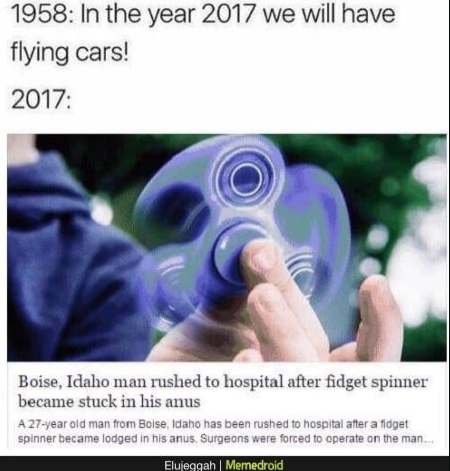 1958: In the year 2017 we will have
flying cars!
2017:
Boise, Idaho man rushed to hospital after fidget spinner
became stuck in his anus
A 27-year old man from Boise, Idaho has been rushed to hospital after a fidget
spinner became lodged in his anus. Surgeons were forced to operate on the man...
Elujeggah | Memedroid